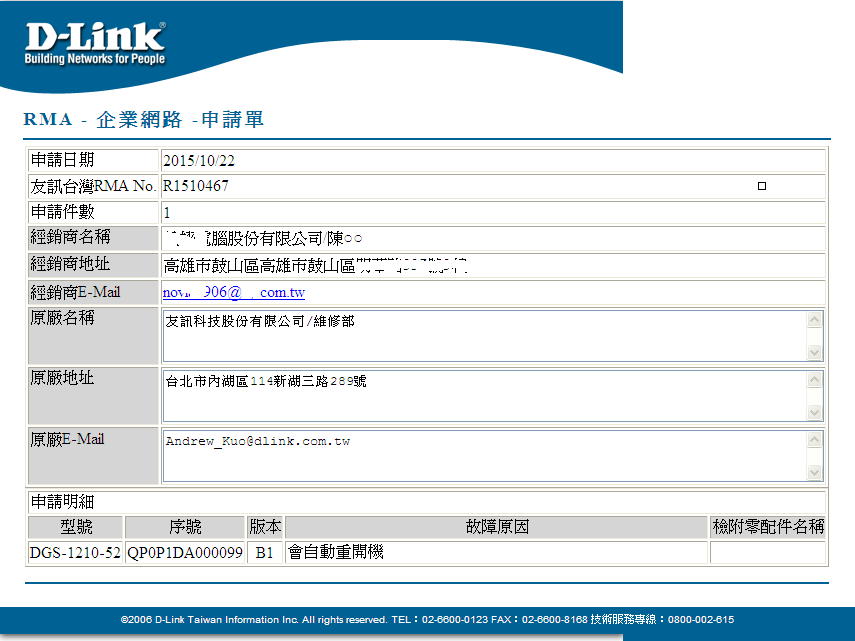 D-Link®
Building Networks for People
RMA - 企業網路 -申請單
申請日期 2015/10/22
友訊台灣RMA No. R1510467
申請件數 1
經銷商名稱 腦股份有限公司/陳○○
經銷商地址 高雄市鼓山區高雄市鼓山區
經銷商E-Mail 906@ com.tw
原廠名稱 友訊科技股份有限公司/維修部
原廠地址 台北市內湖區114新湖三路289號
原廠E-Mail Andrew_Kuo@dlink.com.tw
申請明細
型號 序號 版本 故障原因 檢附零配件名稱
DGS-1210-52 QP0P1DA000099 B1 會自動重開機
©2006 D-Link Taiwan Information Inc. All rights reserved. TEL：02-6600-0123 FAX：02-6600-8168 技術服務專線：0800-002-615